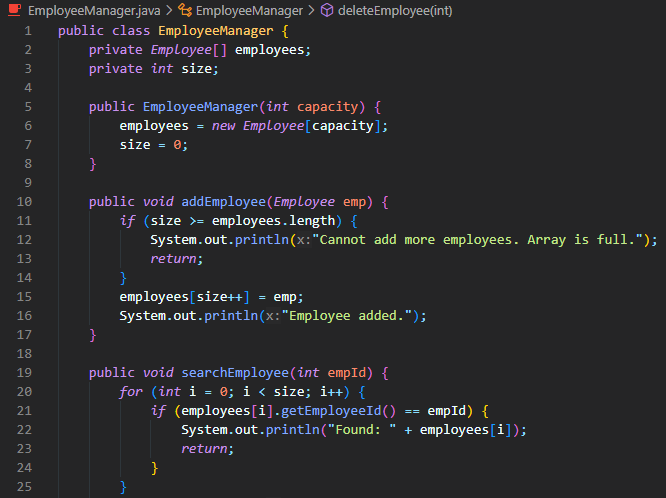 EmployeeManager.java > EmployeeManager > deleteEmployee(int)
1 public class EmployeeManager {
2     private Employee[] employees;
3     private int size;
4
5     public EmployeeManager(int capacity) {
6         employees = new Employee[capacity];
7         size = 0;
8     }
9
10     public void addEmployee(Employee emp) {
11         if (size >= employees.length) {
12             System.out.println(x:"Cannot add more employees. Array is full.");
13             return;
14         }
15         employees[size++] = emp;
16         System.out.println(x:"Employee added.");
17     }
18
19     public void searchEmployee(int empId) {
20         for (int i = 0; i < size; i++) {
21             if (employees[i].getEmployeeId() == empId) {
22                 System.out.println("Found: " + employees[i]);
23                 return;
24             }
25         }